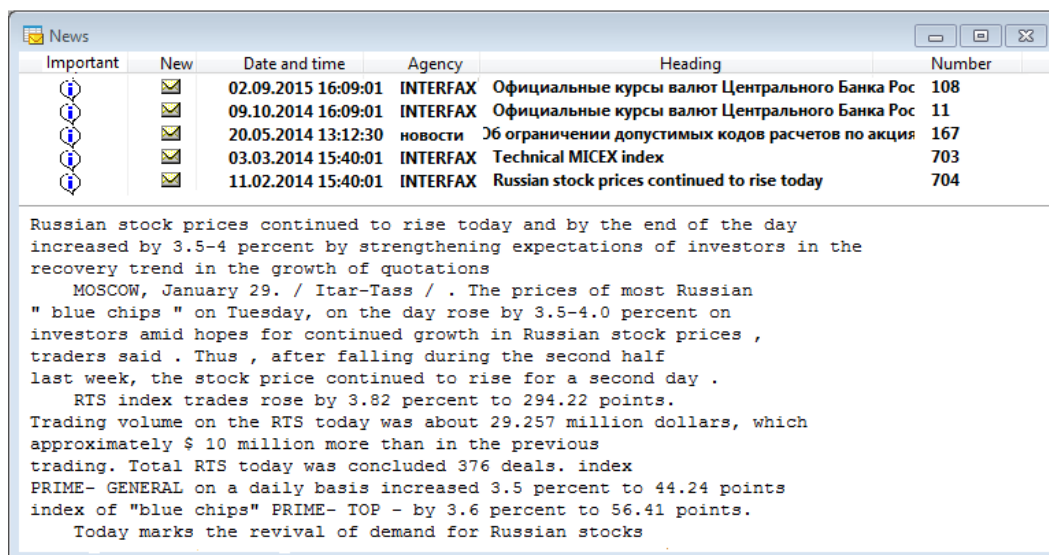 News
Important New Date and time Agency Heading Number
02.09.2015 16:09:01 INTERFAX Официальные курсы валют Центрального Банка Рос 108
09.10.2014 16:09:01 INTERFAX Официальные курсы валют Центрального Банка Рос 11
20.05.2014 13:12:30 новости Об ограничении допустимых кодов расчетов по акция 167
03.03.2014 15:40:01 INTERFAX Technical MICEX index 703
11.02.2014 15:40:01 INTERFAX Russian stock prices continued to rise today 704
Russian stock prices continued to rise today and by the end of the day
increased by 3.5-4 percent by strengthening expectations of investors in the
recovery trend in the growth of quotations
MOSCOW, January 29. / Itar-Tass / . The prices of most Russian
" blue chips " on Tuesday, on the day rose by 3.5-4.0 percent on
investors amid hopes for continued growth in Russian stock prices ,
traders said . Thus , after falling during the second half
last week, the stock price continued to rise for a second day .
RTS index trades rose by 3.82 percent to 294.22 points.
Trading volume on the RTS today was about 29.257 million dollars, which
approximately $ 10 million more than in the previous
trading. Total RTS today was concluded 376 deals. index
PRIME- GENERAL on a daily basis increased 3.5 percent to 44.24 points
index of "blue chips" PRIME- TOP - by 3.6 percent to 56.41 points.
Today marks the revival of demand for Russian stocks